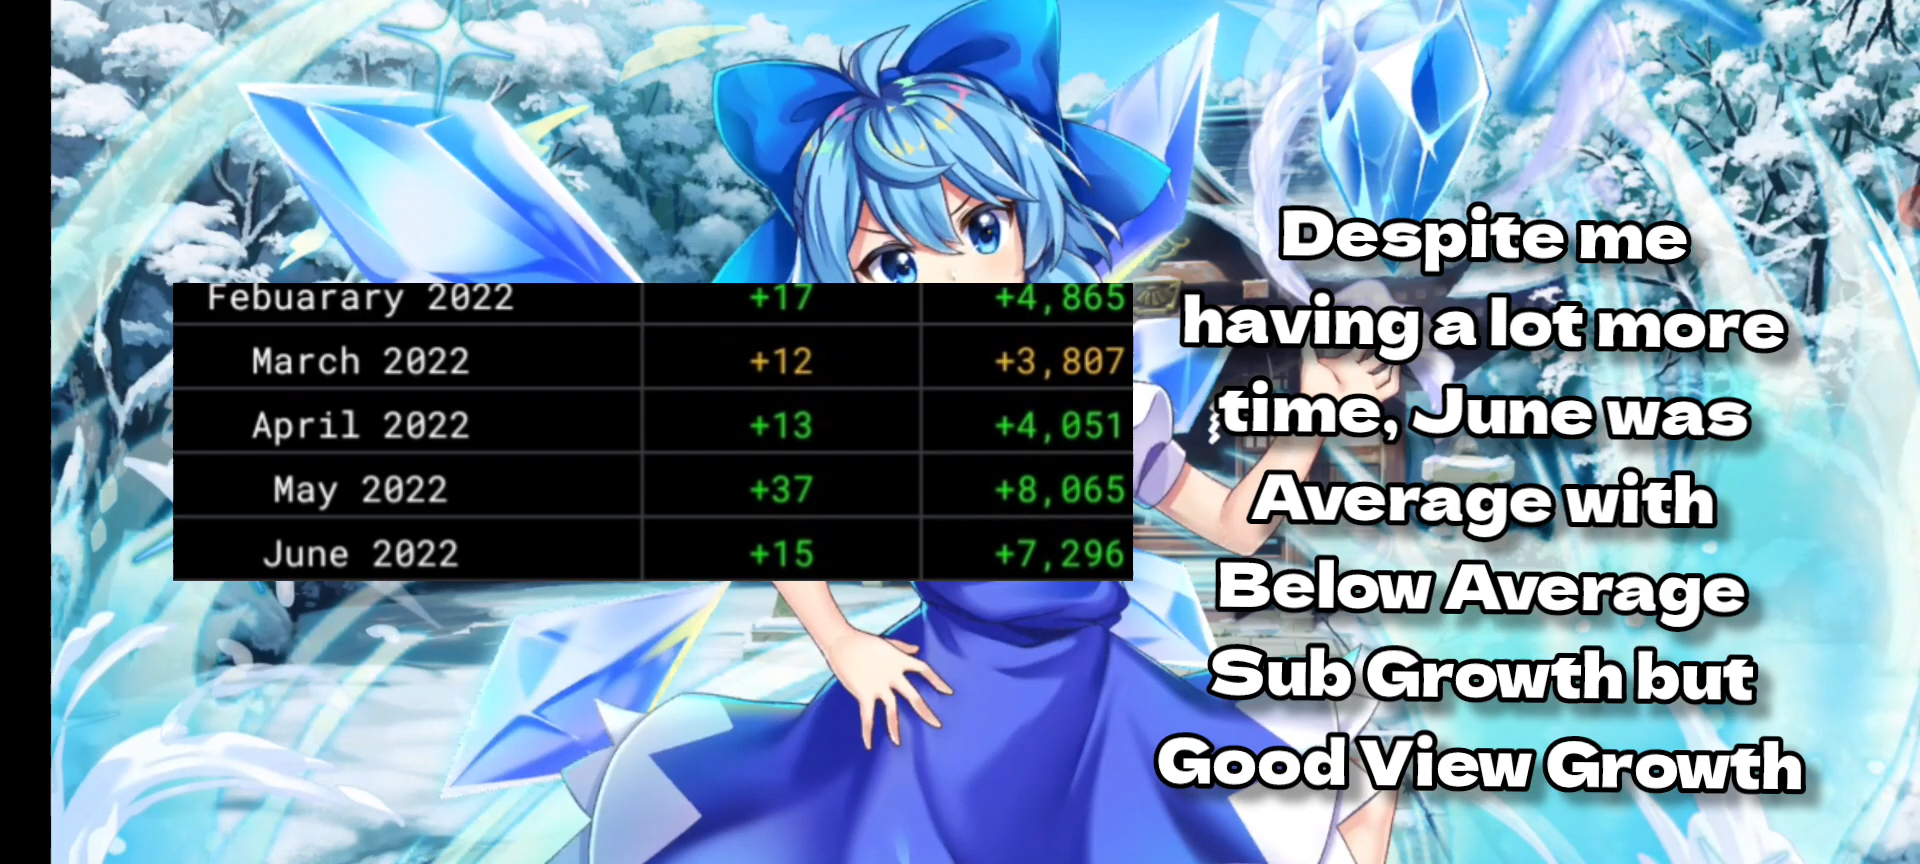 Febuarary 2022 +17 +4,865
March 2022 +12 +3,807
April 2022 +13 +4,051
May 2022 +37 +8,065
June 2022 +15 +7,296
Despite me
having a lot more
time, June was
Average with
Below Average
Sub Growth but
Good View Growth